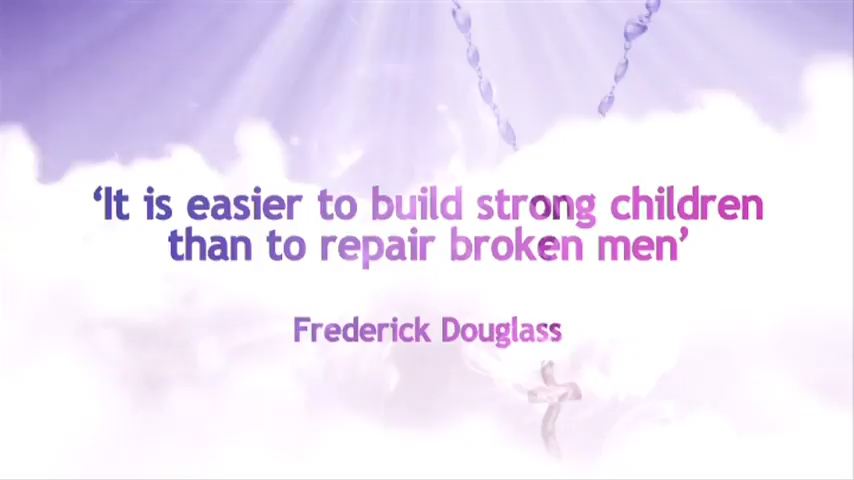 ‘It is easier to build strong children
than to repair broken men’
Frederick Douglass